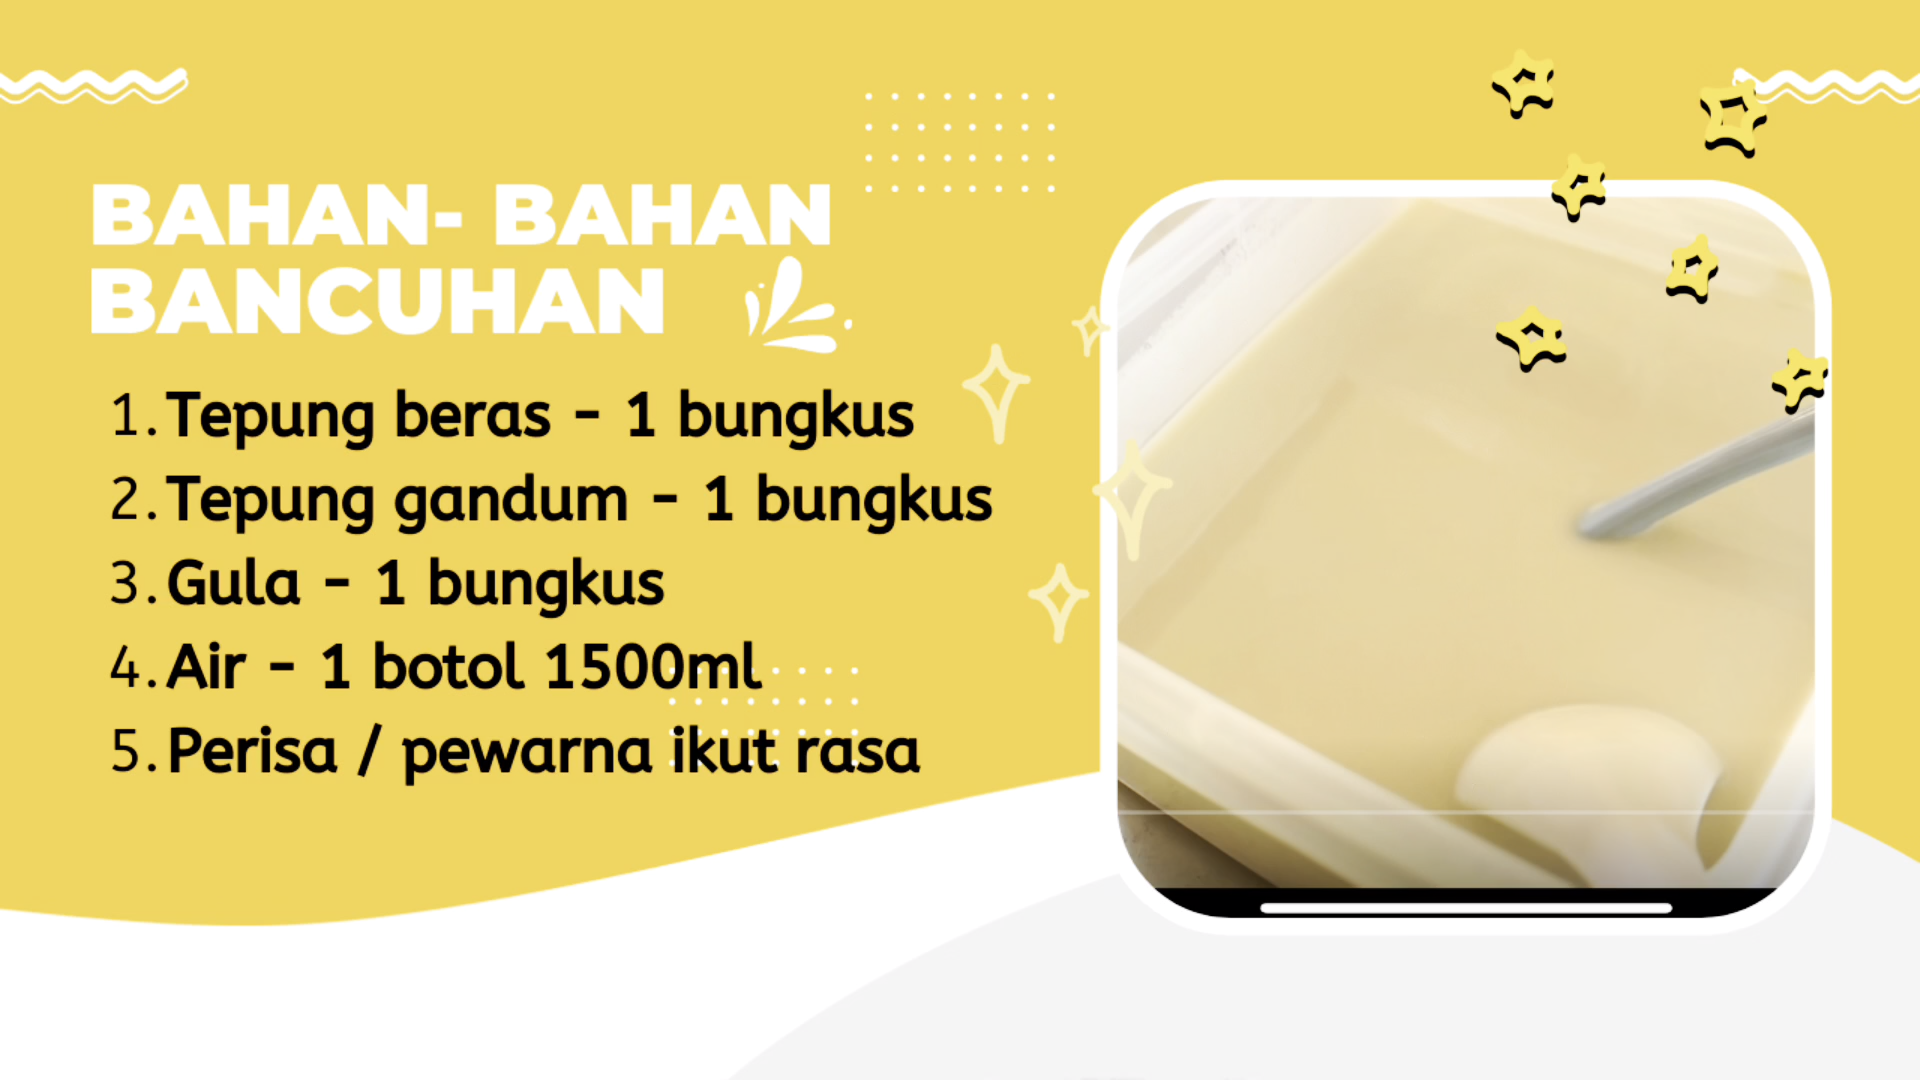 BAHAN- BAHAN
BANCUHAN
1. Tepung beras - 1 bungkus
2. Tepung gandum - 1 bungkus
3. Gula - 1 bungkus
4. Air - 1 botol 1500ml
5. Perisa / pewarna ikut rasa